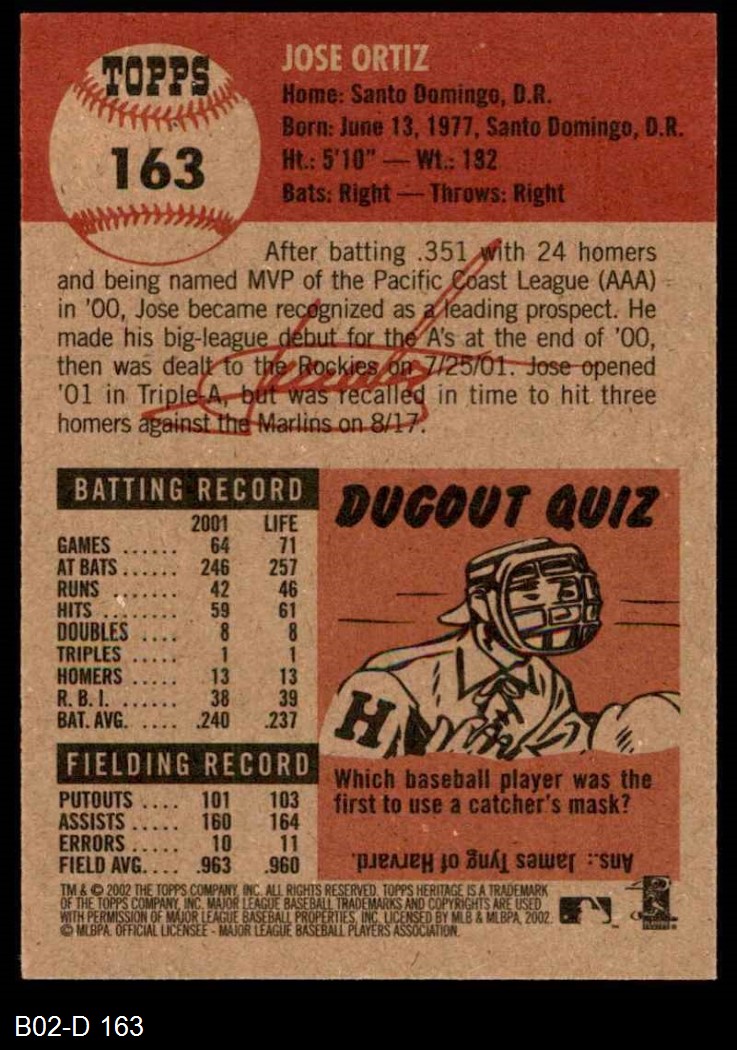 TOPPS
163
JOSE ORTIZ
Home: Santo Domingo, D.R.
Born: June 13, 1977, Santo Domingo, D.R.
Ht.: 5'10" — Wt.: 182
Bats: Right — Throws: Right
After batting .351 with 24 homers
and being named MVP of the Pacific Coast League (AAA)
in '00, Jose became recognized as a leading prospect. He
made his big-league debut for the A's at the end of '00,
then was dealt to the Rockies on 7/25/01. Jose opened
'01 in Triple-A, but was recalled in time to hit three
homers against the Marlins on 8/17.
BATTING RECORD
2001 LIFE
GAMES ...... 64 71
AT BATS ...... 246 257
RUNS ...... 42 46
HITS ........ 59 61
DOUBLES .... 8 8
TRIPLES ..... 1 1
HOMERS ..... 13 13
R. B. I. ...... 38 39
BAT. AVG. .... .240 .237
FIELDING RECORD
PUTOUTS .... 101 103
ASSISTS ..... 160 164
ERRORS ..... 10 11
FIELD AVG. ... .963 .960
DUGOUT QUIZ
H
Which baseball player was the
first to use a catcher's mask?
Ans.: James Tyng of Harvard.
TM & © 2002 THE TOPPS COMPANY, INC. ALL RIGHTS RESERVED. TOPPS HERITAGE IS A TRADEMARK
OF THE TOPPS COMPANY, INC. MAJOR LEAGUE BASEBALL TRADEMARKS AND COPYRIGHTS ARE USED
WITH PERMISSION OF MAJOR LEAGUE BASEBALL PROPERTIES, INC. LICENSED BY MLB & MLBPA, 2002.
© MLBPA. OFFICIAL LICENSEE - MAJOR LEAGUE BASEBALL PLAYERS ASSOCIATION.
B02-D 163